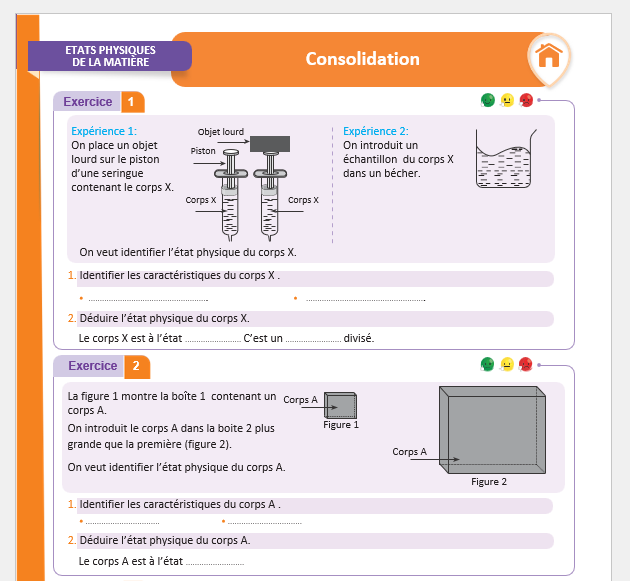 ETATS PHYSIQUES
DE LA MATIÈRE
Consolidation
Exercice 1
Expérience 1:
On place un objet
lourd sur le piston
d'une seringue
contenant le corps X.
Objet lourd
Piston
Corps X
Corps X
Expérience 2:
On introduit un
échantillon du corps X
dans un bécher.
On veut identifier l'état physique du corps X.
1. Identifier les caractéristiques du corps X .
• ............................................. • .............................................
2. Déduire l'état physique du corps X.
Le corps X est à l'état ...................... C'est un ...................... divisé.
Exercice 2
La figure 1 montre la boîte 1 contenant un
corps A.
On introduit le corps A dans la boite 2 plus
grande que la première (figure 2).
On veut identifier l'état physique du corps A.
Corps A
Figure 1
Corps A
Figure 2
1. Identifier les caractéristiques du corps A .
• ............................. • .............................
2. Déduire l'état physique du corps A.
Le corps A est à l'état ......................